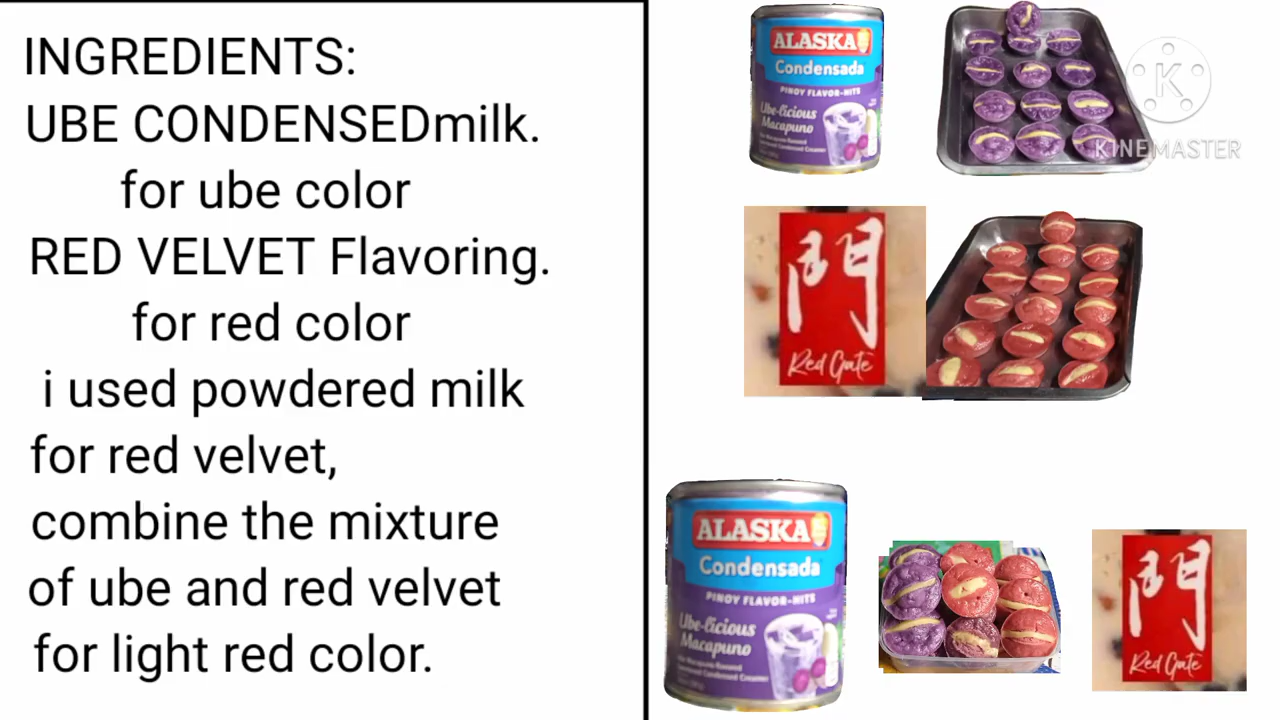 INGREDIENTS:
UBE CONDENSEDmilk.
for ube color
RED VELVET Flavoring.
for red color
i used powdered milk
for red velvet,
combine the mixture
of ube and red velvet
for light red color.
ALASKA
Condensada
PINOY FLAVOR-HITS
Ube-licious
Macapuno
K
KINEMASTER
門
Red Gate
ALASKA
Condensada
PINOY FLAVOR-HITS
Ube-licious
Macapuno
門
Red Gate